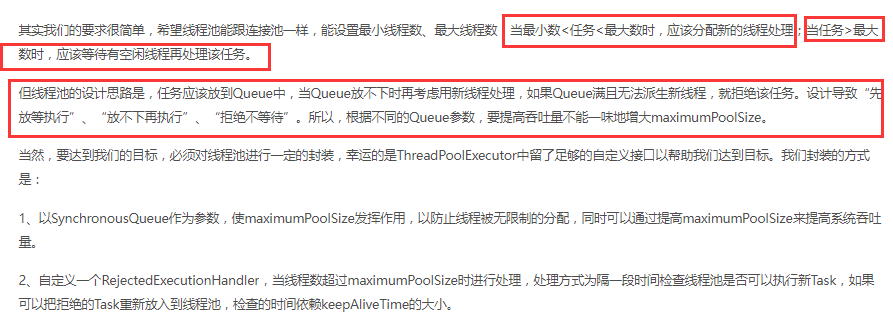 其实我们的要求很简单，希望线程池能跟连接池一样，能设置最小线程数、最大线程数，当最小数<任务<最大数时，应该分配新的线程处理；当任务>最大
数时，应该等待有空闲线程再处理该任务。
但线程池的设计思路是，任务应该放到Queue中，当Queue放不下时再考虑用新线程处理，如果Queue满且无法派生新线程，就拒绝该任务。设计导致“先
放等执行”、“放不下再执行”、“拒绝不等待”。所以，根据不同的Queue参数，要提高吞吐量不能一味地增大maximumPoolSize。
当然，要达到我们的目标，必须对线程池进行一定的封装，幸运的是ThreadPoolExecutor中留了足够的自定义接口以帮助我们达到目标。我们封装的方式
是：
1、以SynchronousQueue作为参数，使maximumPoolSize发挥作用，以防止线程被无限制的分配，同时可以通过提高maximumPoolSize来提高系统吞吐
量。
2、自定义一个RejectedExecutionHandler，当线程数超过maximumPoolSize时进行处理，处理方式为隔一段时间检查线程池是否可以执行新Task，如果
可以把拒绝的Task重新放入到线程池，检查的时间依赖keepAliveTime的大小。